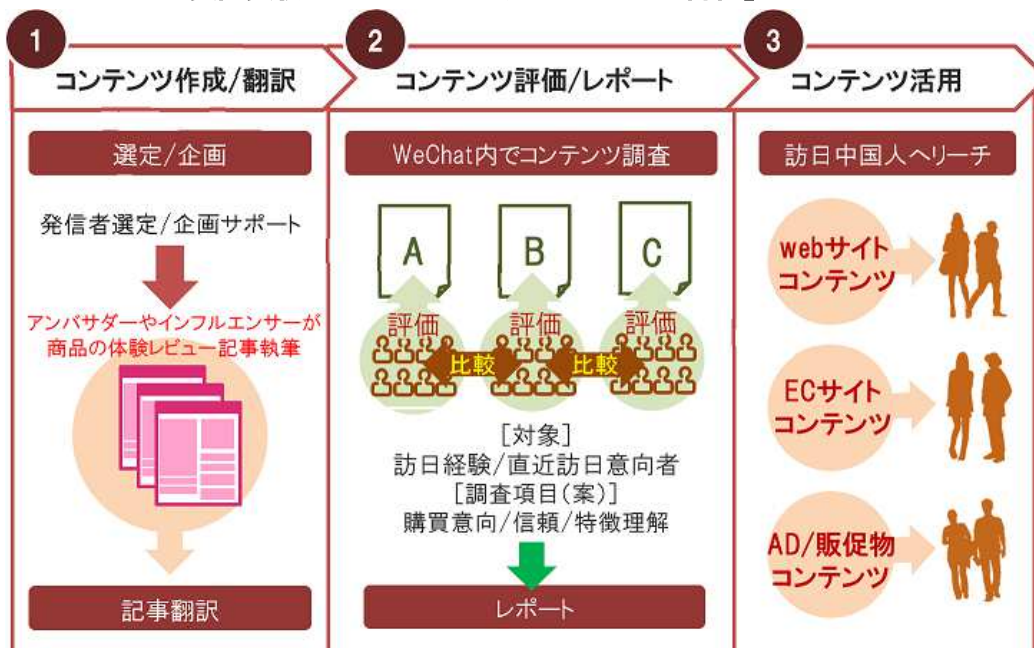 1
コンテンツ作成/翻訳
選定/企画
発信者選定/企画サポート
アンバサダーやインフルエンサーが
商品の体験レビュー記事執筆
記事翻訳
2
コンテンツ評価/レポート
WeChat内でコンテンツ調査
A B C
評価 評価 評価
比較 比較
[対象]
訪日経験/直近訪日意向者
[調査項目(案)]
購買意向/信頼/特徴理解
レポート
3
コンテンツ活用
訪日中国人へリーチ
webサイト
コンテンツ
ECサイト
コンテンツ
AD/販促物
コンテンツ